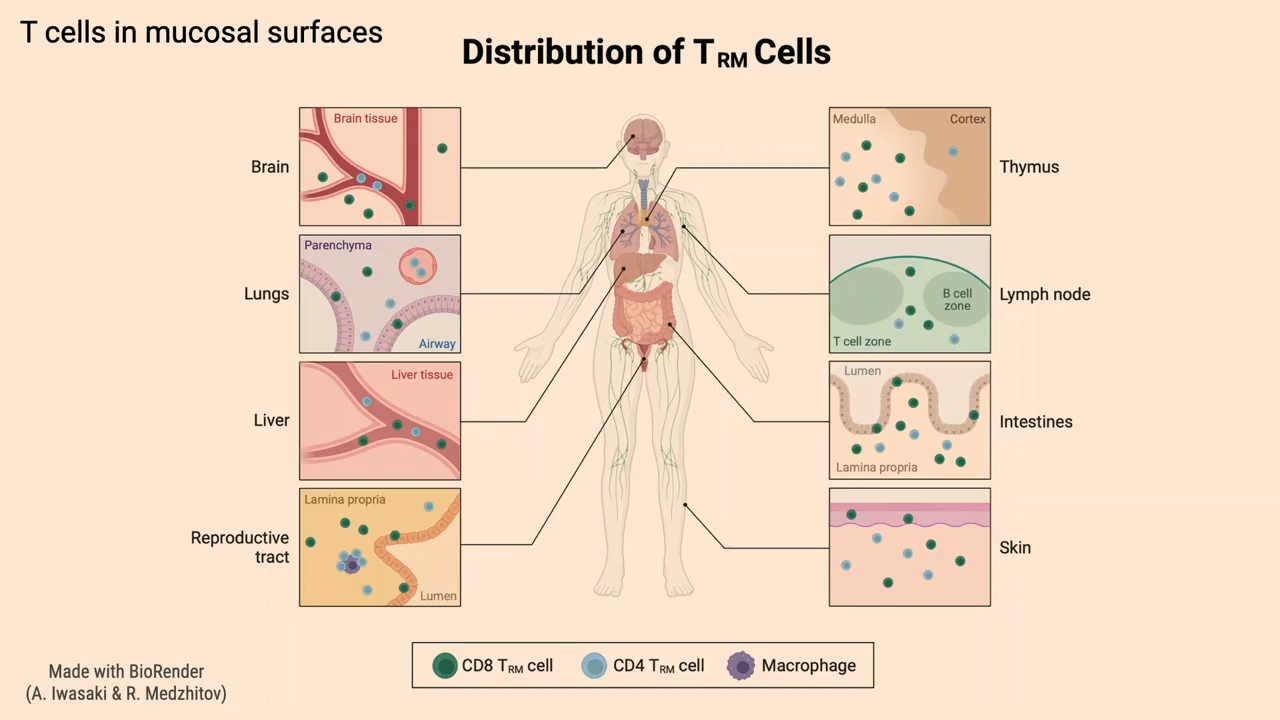 T cells in mucosal surfaces
Distribution of TRM Cells
Brain
Brain tissue
Lungs
Parenchyma
Airway
Liver
Liver tissue
Reproductive
tract
Lamina propria
Lumen
Medulla
Cortex
Thymus
B cell
zone
T cell zone
Lymph node
Lumen
Lamina propria
Intestines
Skin
CD8 TRM cell
CD4 TRM cell
Macrophage
Made with BioRender
(A. Iwasaki & R. Medzhitov)